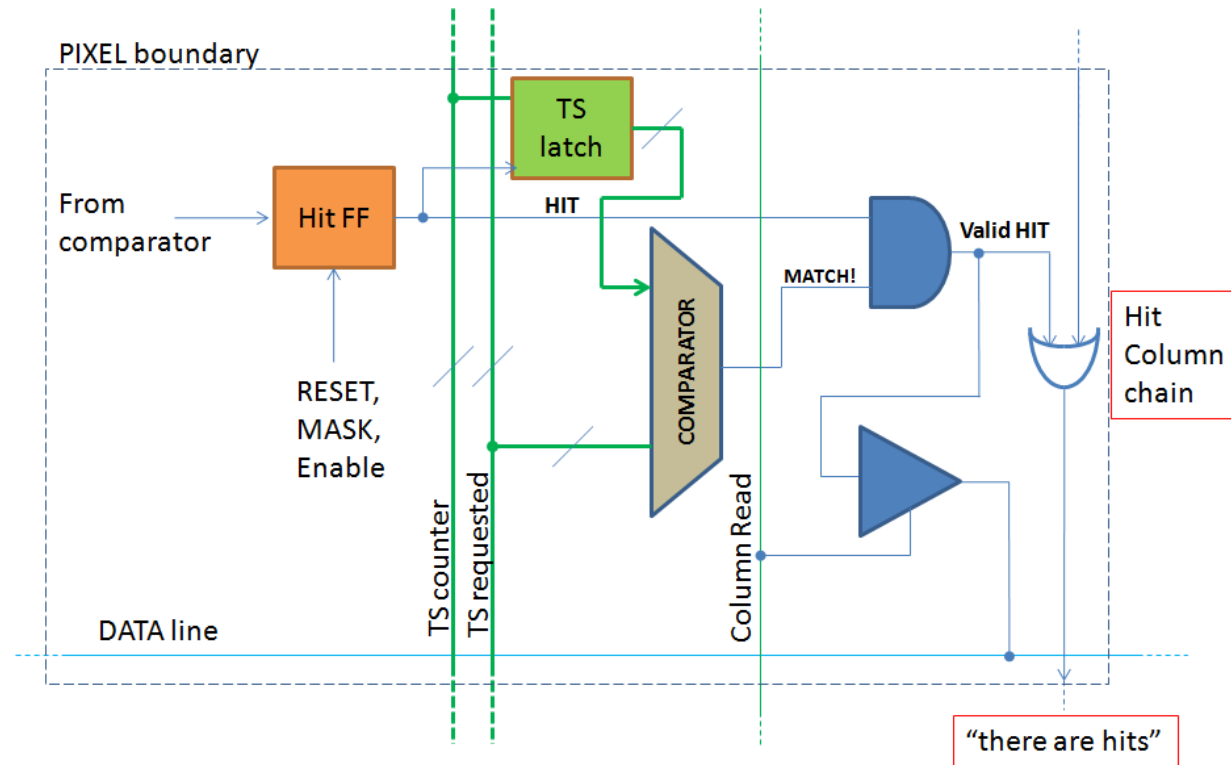 PIXEL boundary
TS
latch
From
comparator
Hit FF
HIT
Valid HIT
MATCH!
COMPARATOR
Hit
Column
chain
RESET,
MASK,
Enable
TS counter
TS requested
Column Read
DATA line
“there are hits”